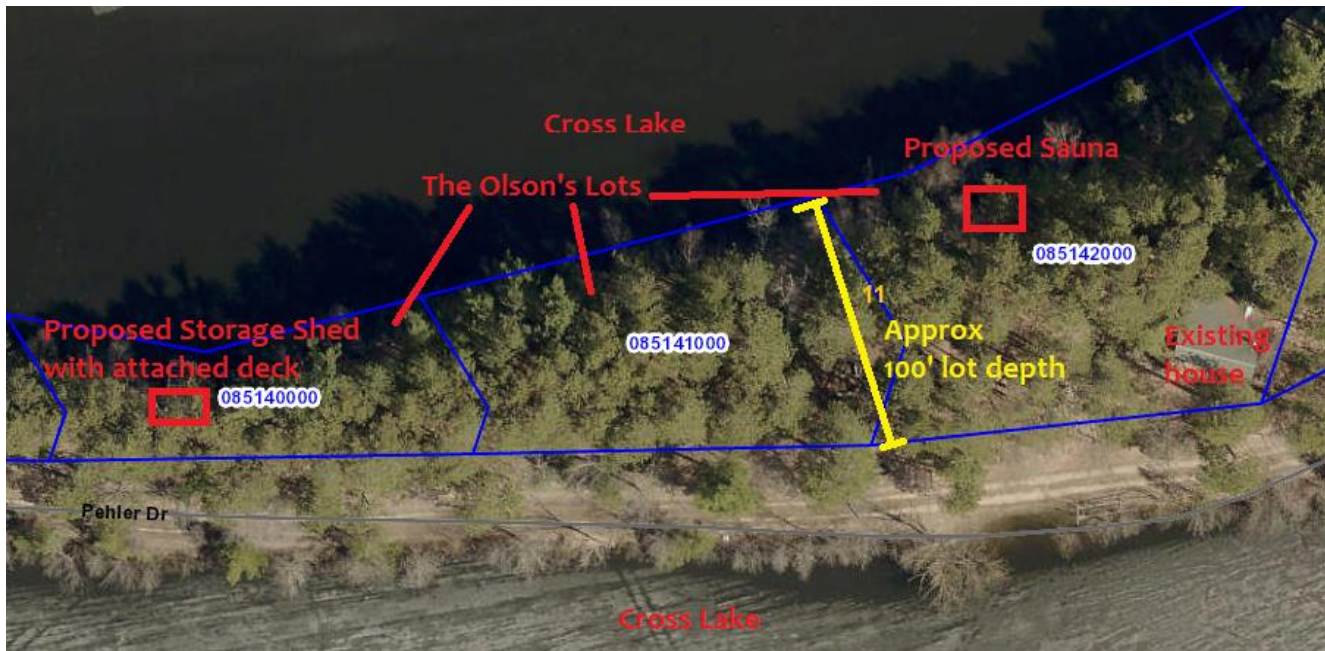 Cross Lake
Proposed Sauna
The Olson's Lots
085142000
11
Proposed Storage Shed
with attached deck
085141000
Approx
100' lot depth
Existing
house
085140000
Pehler Dr
Cross Lake